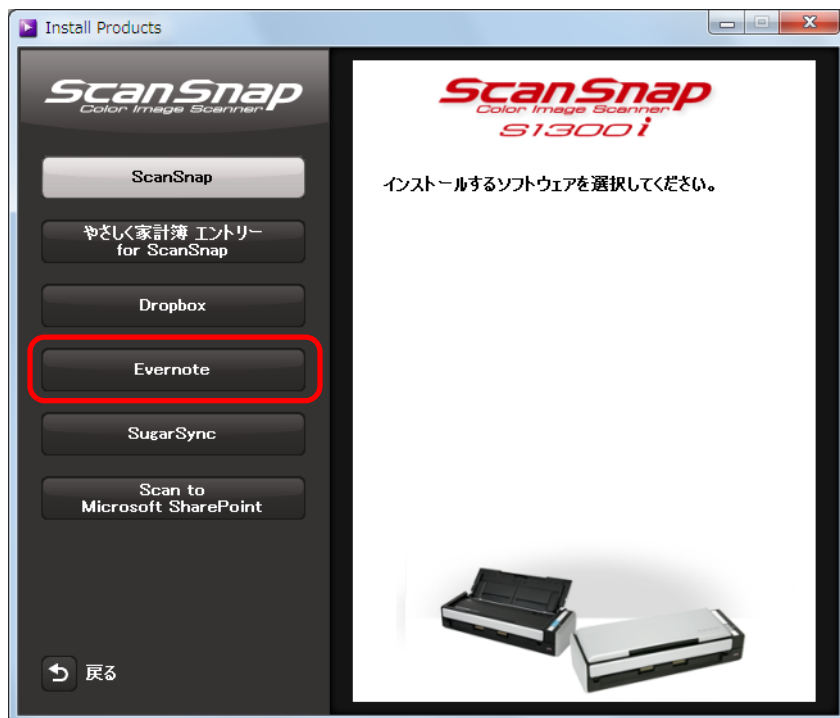 Install Products
ScanSnap
Color Image Scanner
ScanSnap
やさしく家計簿 エントリー
for ScanSnap
Dropbox
Evernote
SugarSync
Scan to
Microsoft SharePoint
戻る
ScanSnap
Color Image Scanner
S1300i
インストールするソフトウェアを選択してください。